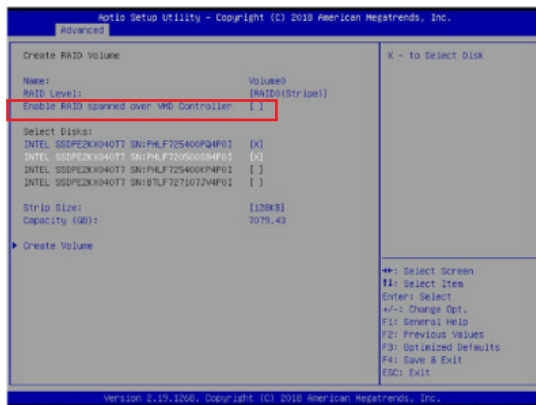 Aptio Setup Utility – Copyright (C) 2018 American Megatrends, Inc.
Advanced
Create RAID Volume
Name: Volume0
RAID Level: [RAID0(Stripe)]
Enable RAID spanned over VMD Controller [ ]
Select Disks:
INTEL SSDPE2KX040T7 SN:PHLF725400PQ4P0I [X]
INTEL SSDPE2KX040T7 SN:PHLF720500SB4P0I [X]
INTEL SSDPE2KX040T7 SN:PHLF725400KP4P0I [ ]
INTEL SSDPE2KX040T7 SN:BTLF727107JV4P0I [ ]
Strip Size: [128KB]
Capacity (GB): 7079.43
Create Volume
X - to Select Disk
: Select Screen
: Select Item
Enter: Select
+/-: Change Opt.
F1: General Help
F2: Previous Values
F3: Optimized Defaults
F4: Save & Exit
ESC: Exit
Version 2.19.1268. Copyright (C) 2018 American Megatrends, Inc.